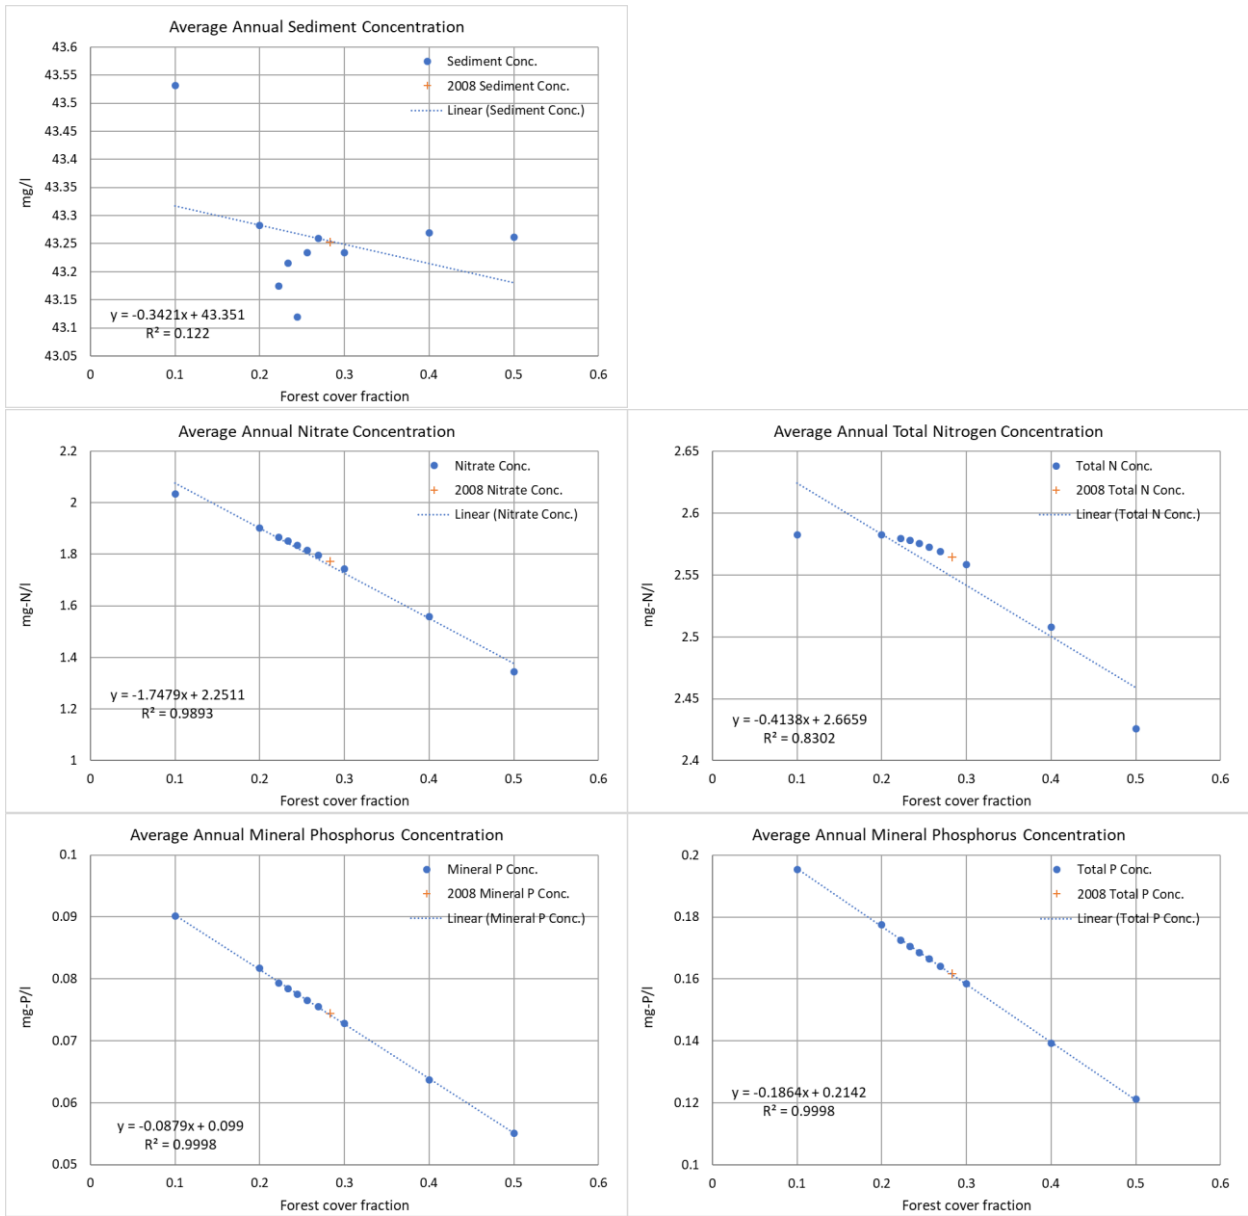 Average Annual Sediment Concentration
43.6
43.55
43.5
43.45
43.4
43.35
43.3
43.25
43.2
43.15
43.1
43.05
mg/l
Sediment Conc.
2008 Sediment Conc.
Linear (Sediment Conc.)
y = -0.3421x + 43.351
R² = 0.122
0 0.1 0.2 0.3 0.4 0.5 0.6
Forest cover fraction
Average Annual Nitrate Concentration
2.2
2
1.8
1.6
1.4
1.2
1
mg-N/l
Nitrate Conc.
2008 Nitrate Conc.
Linear (Nitrate Conc.)
y = -1.7479x + 2.2511
R² = 0.9893
0 0.1 0.2 0.3 0.4 0.5 0.6
Forest cover fraction
Average Annual Total Nitrogen Concentration
2.65
2.6
2.55
2.5
2.45
2.4
mg-N/l
Total N Conc.
2008 Total N Conc.
Linear (Total N Conc.)
y = -0.4138x + 2.6659
R² = 0.8302
0 0.1 0.2 0.3 0.4 0.5 0.6
Forest cover fraction
Average Annual Mineral Phosphorus Concentration
0.1
0.09
0.08
0.07
0.06
0.05
mg-P/l
Mineral P Conc.
2008 Mineral P Conc.
Linear (Mineral P Conc.)
y = -0.0879x + 0.099
R² = 0.9998
0 0.1 0.2 0.3 0.4 0.5 0.6
Forest cover fraction
Average Annual Mineral Phosphorus Concentration
0.2
0.18
0.16
0.14
0.12
0.1
mg-P/l
Total P Conc.
2008 Total P Conc.
Linear (Total P Conc.)
y = -0.1864x + 0.2142
R² = 0.9998
0 0.1 0.2 0.3 0.4 0.5 0.6
Forest cover fraction